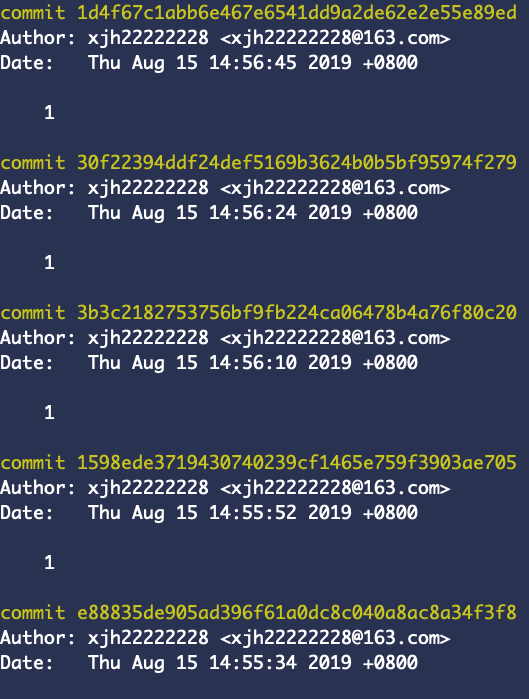 commit 1d4f67c1abb6e467e6541dd9a2de62e2e55e89ed
Author: xjh22222228 <xjh22222228@163.com>
Date:   Thu Aug 15 14:56:45 2019 +0800
    1
commit 30f22394ddf24def5169b3624b0b5bf95974f279
Author: xjh22222228 <xjh22222228@163.com>
Date:   Thu Aug 15 14:56:24 2019 +0800
    1
commit 3b3c2182753756bf9fb224ca06478b4a76f80c20
Author: xjh22222228 <xjh22222228@163.com>
Date:   Thu Aug 15 14:56:10 2019 +0800
    1
commit 1598ede3719430740239cf1465e759f3903ae705
Author: xjh22222228 <xjh22222228@163.com>
Date:   Thu Aug 15 14:55:52 2019 +0800
    1
commit e88835de905ad396f61a0dc8c040a8ac8a34f3f8
Author: xjh22222228 <xjh22222228@163.com>
Date:   Thu Aug 15 14:55:34 2019 +0800